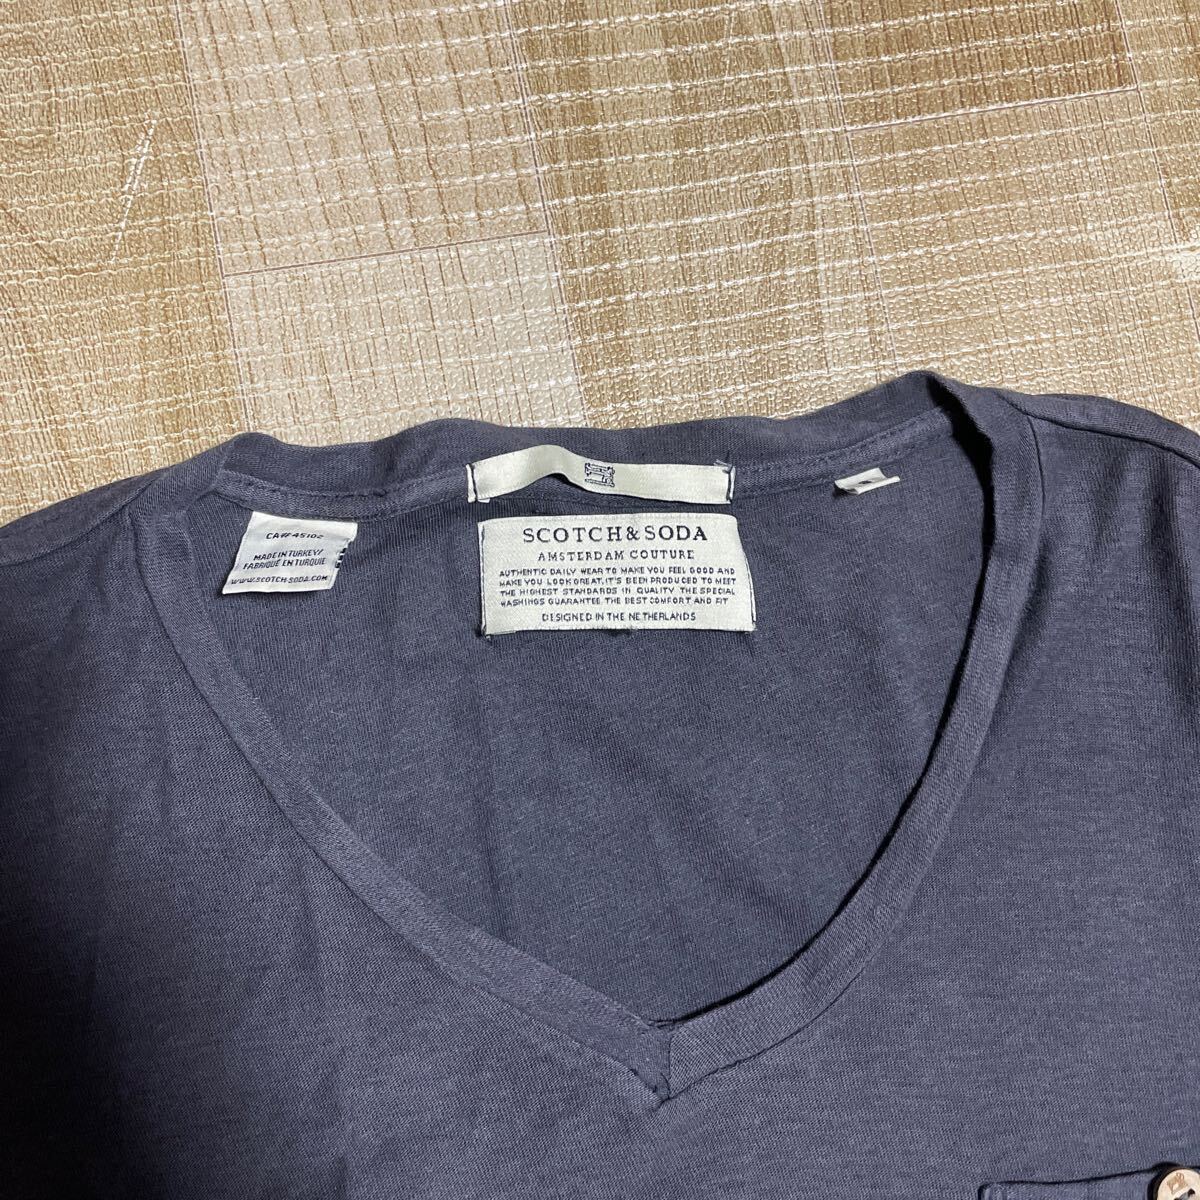 CA# 45102
MADE IN TURKEY/
FABRIQUÉ EN TURQUIE
WWW.SCOTCH-SODA.COM
SCOTCH & SODA
AMSTERDAM COUTURE
AUTHENTIC DAILY WEAR TO MAKE YOU FEEL GOOD AND
MAKE YOU LOOK GREAT, IT'S BEEN PRODUCED TO MEET
THE HIGHEST STANDARDS IN QUALITY THE SPECIAL
WASHINGS GUARANTEE THE BEST COMFORT AND FIT
DESIGNED IN THE NETHERLANDS